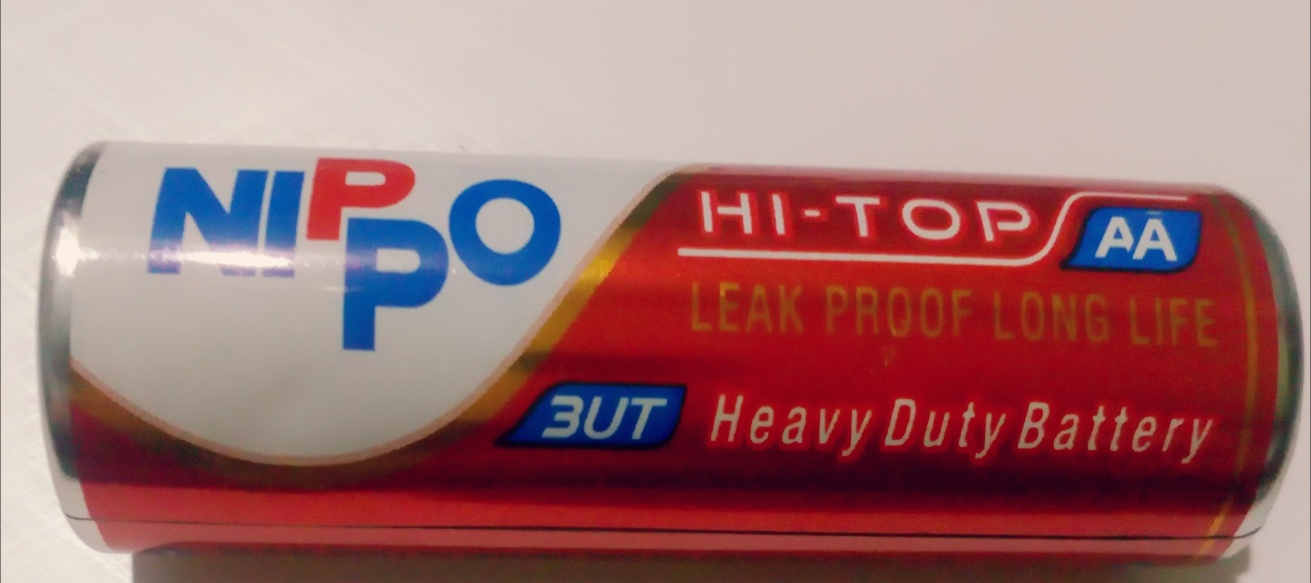 NIPPO
HI-TOP AA
LEAK PROOF LONG LIFE
3UT Heavy Duty Battery